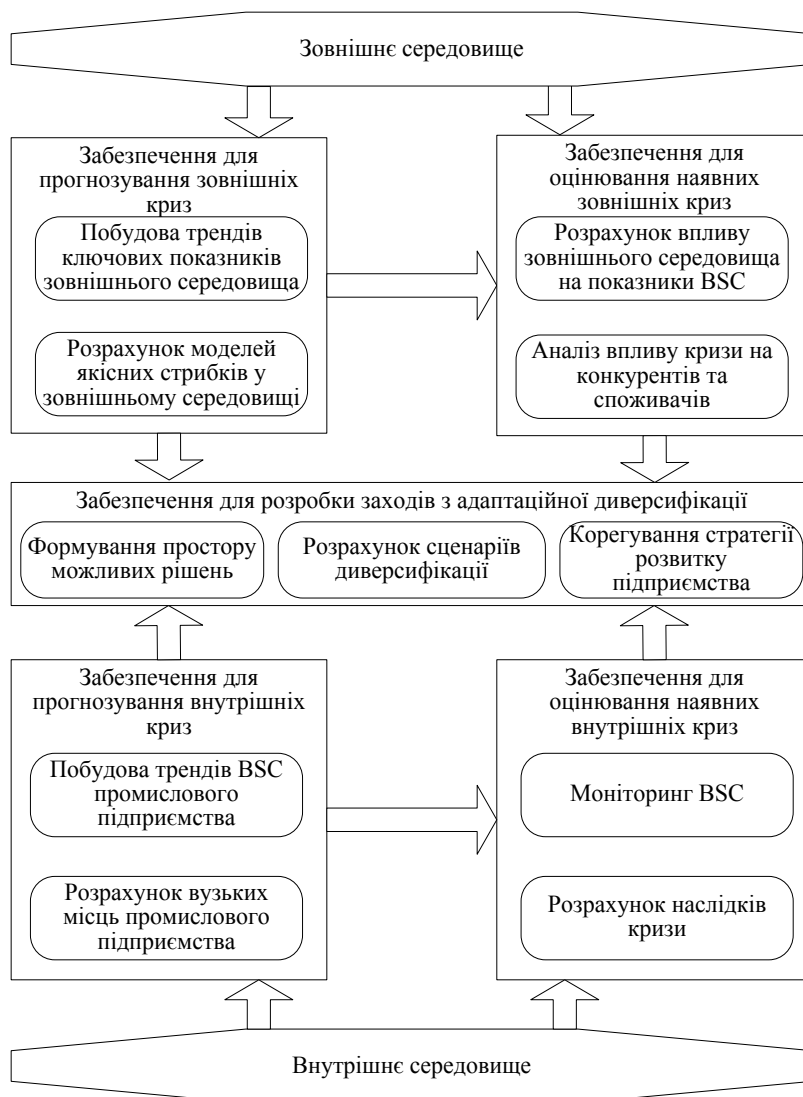 Зовнішнє середовище
Забезпечення для
прогнозування зовнішніх
криз
Побудова трендів
ключових показників
зовнішнього середовища
Розрахунок моделей
якісних стрибків у
зовнішньому середовищі
Забезпечення для
оцінювання наявних
зовнішніх криз
Розрахунок впливу
зовнішнього середовища
на показники BSC
Аналіз впливу кризи на
конкурентів та
споживачів
Забезпечення для розробки заходів з адаптаційної диверсифікації
Формування простору
можливих рішень
Розрахунок сценаріїв
диверсифікації
Корегування стратегії
розвитку
підприємства
Забезпечення для
прогнозування внутрішніх
криз
Побудова трендів BSC
промислового
підприємства
Розрахунок вузьких
місць промислового
підприємства
Забезпечення для
оцінювання наявних
внутрішніх криз
Моніторинг BSC
Розрахунок наслідків
кризи
Внутрішнє середовище